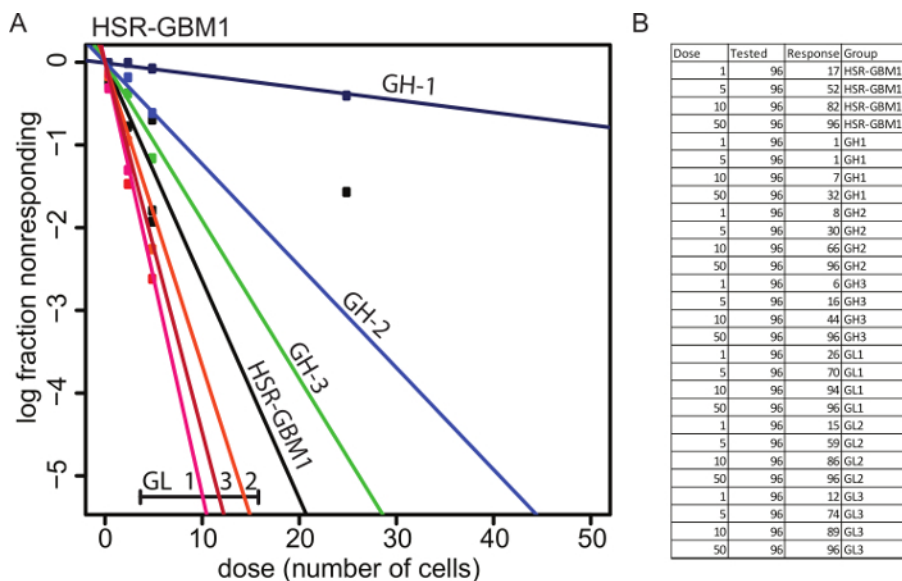 A
HSR-GBM1
log fraction nonresponding
0
-1
-2
-3
-4
-5
GH-1
GH-2
GH-3
HSR-GBM1
GL 1 3 2
0 10 20 30 40 50
dose (number of cells)
B
Dose Tested Response Group
1 96 17 HSR-GBM1
5 96 52 HSR-GBM1
10 96 82 HSR-GBM1
50 96 96 HSR-GBM1
1 96 1 GH1
5 96 1 GH1
10 96 7 GH1
50 96 32 GH1
1 96 8 GH2
5 96 30 GH2
10 96 66 GH2
50 96 96 GH2
1 96 6 GH3
5 96 16 GH3
10 96 44 GH3
50 96 96 GH3
1 96 26 GL1
5 96 70 GL1
10 96 94 GL1
50 96 96 GL1
1 96 15 GL2
5 96 59 GL2
10 96 86 GL2
50 96 96 GL2
1 96 12 GL3
5 96 74 GL3
10 96 89 GL3
50 96 96 GL3